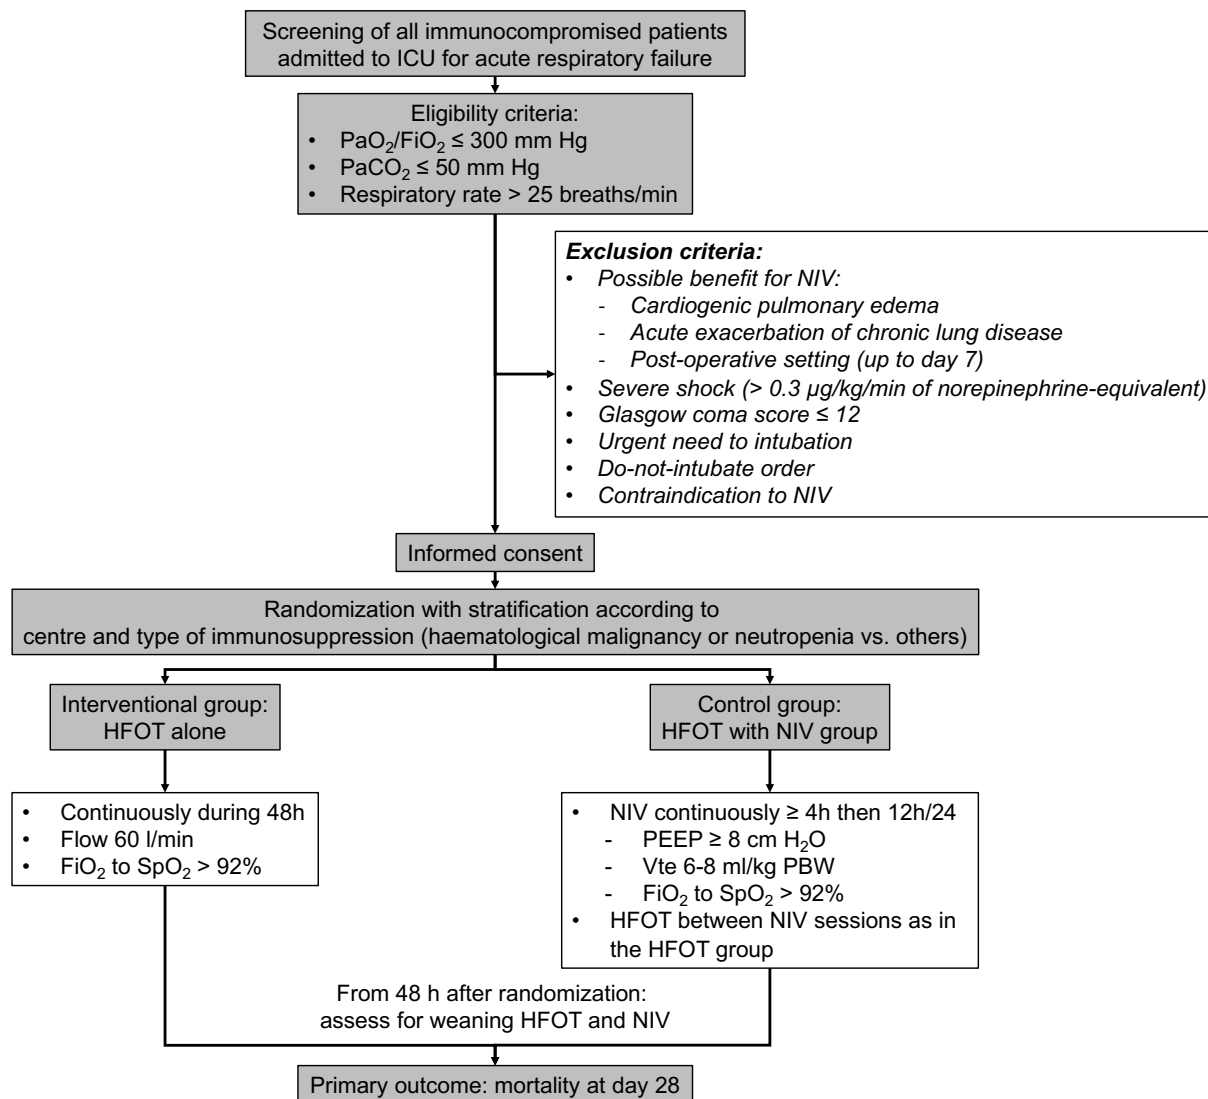 Screening of all immunocompromised patients
admitted to ICU for acute respiratory failure
Eligibility criteria:
• PaO₂/FiO₂ ≤ 300 mm Hg
• PaCO₂ ≤ 50 mm Hg
• Respiratory rate > 25 breaths/min
Exclusion criteria:
• Possible benefit for NIV:
- Cardiogenic pulmonary edema
- Acute exacerbation of chronic lung disease
- Post-operative setting (up to day 7)
• Severe shock (> 0.3 µg/kg/min of norepinephrine-equivalent)
• Glasgow coma score ≤ 12
• Urgent need to intubation
• Do-not-intubate order
• Contraindication to NIV
Informed consent
Randomization with stratification according to
centre and type of immunosuppression (haematological malignancy or neutropenia vs. others)
Interventional group:
HFOT alone
Control group:
HFOT with NIV group
• Continuously during 48h
• Flow 60 l/min
• FiO₂ to SpO₂ > 92%
• NIV continuously ≥ 4h then 12h/24
- PEEP ≥ 8 cm H₂O
- Vte 6-8 ml/kg PBW
- FiO₂ to SpO₂ > 92%
• HFOT between NIV sessions as in
the HFOT group
From 48 h after randomization:
assess for weaning HFOT and NIV
Primary outcome: mortality at day 28